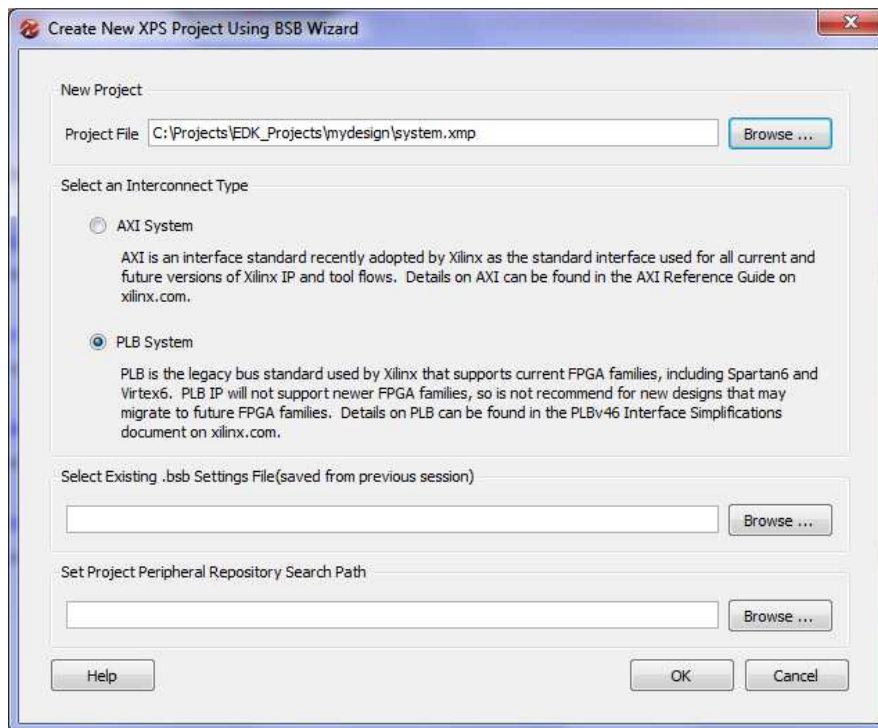 Create New XPS Project Using BSB Wizard
New Project
Project File C:\Projects\EDK_Projects\mydesign\system.xmp Browse ...
Select an Interconnect Type
AXI System
AXI is an interface standard recently adopted by Xilinx as the standard interface used for all current and
future versions of Xilinx IP and tool flows. Details on AXI can be found in the AXI Reference Guide on
xilinx.com.
PLB System
PLB is the legacy bus standard used by Xilinx that supports current FPGA families, including Spartan6 and
Virtex6. PLB IP will not support newer FPGA families, so is not recommend for new designs that may
migrate to future FPGA families. Details on PLB can be found in the PLBv46 Interface Simplifications
document on xilinx.com.
Select Existing .bsb Settings File(saved from previous session)
Browse ...
Set Project Peripheral Repository Search Path
Browse ...
Help OK Cancel